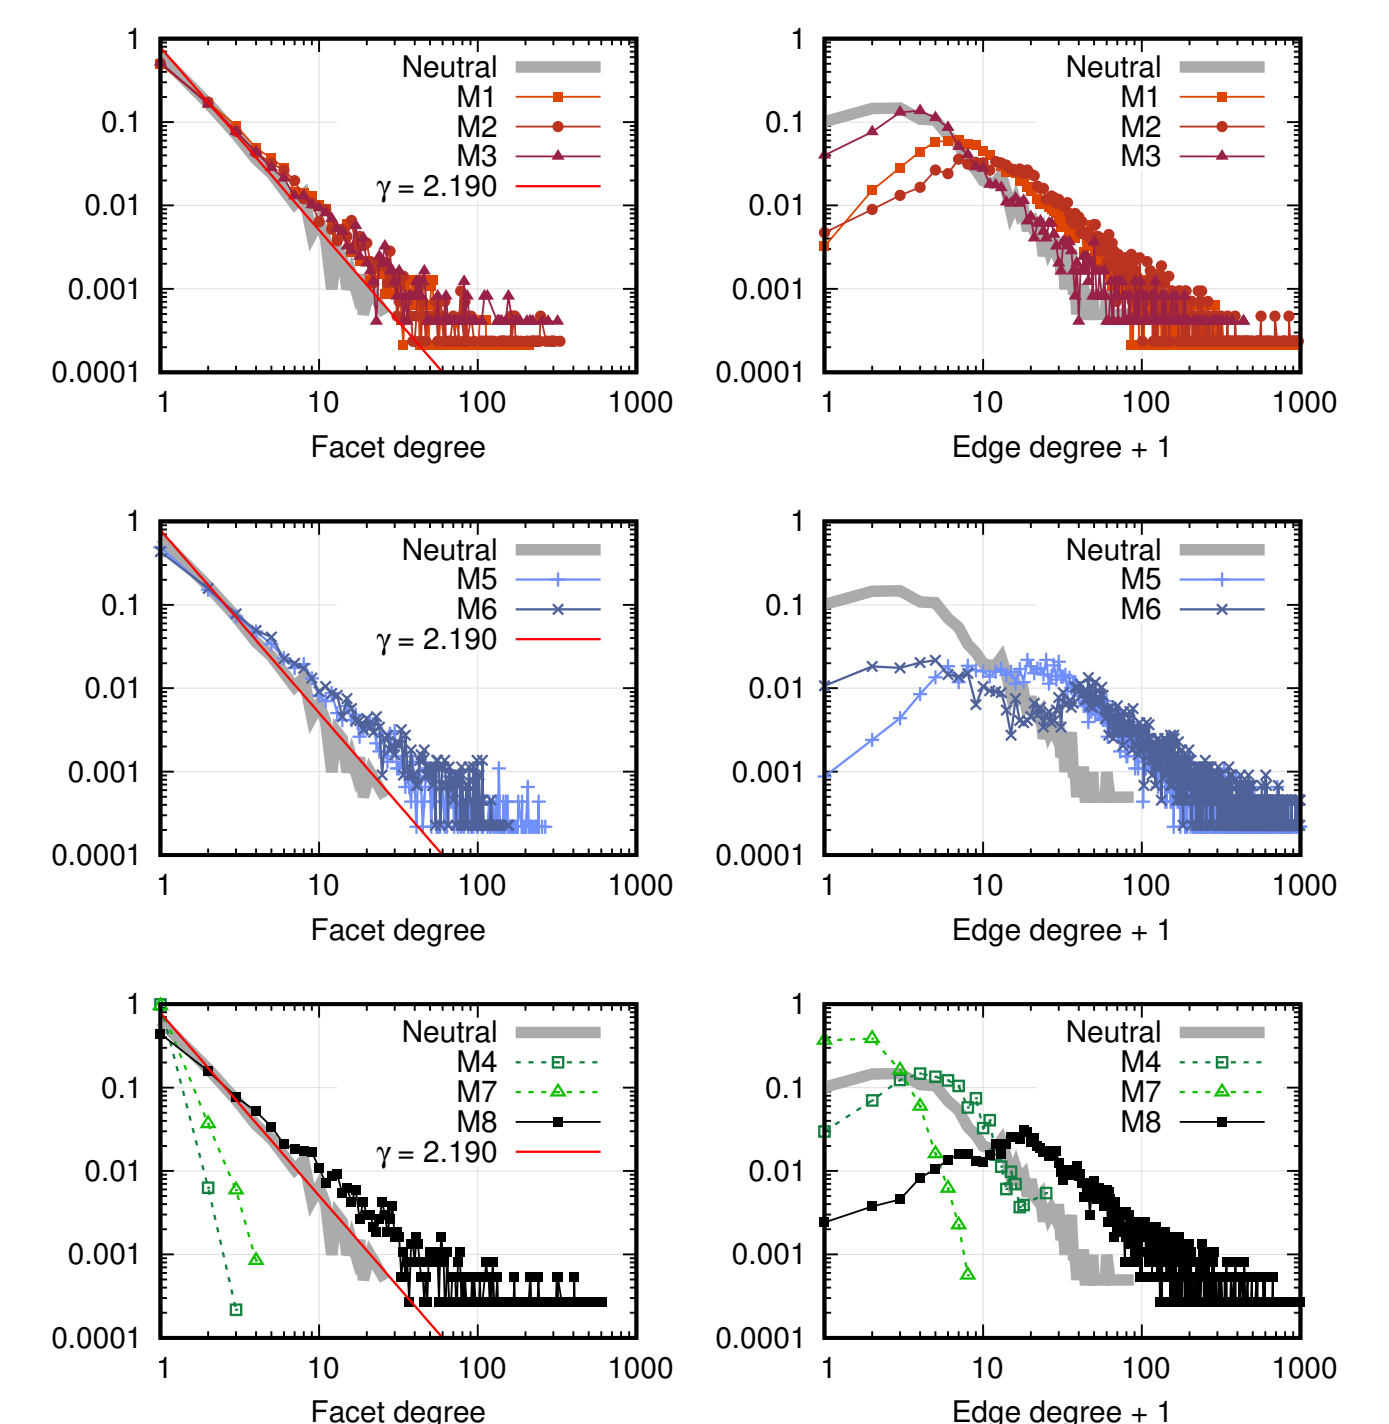 1
0.1
0.01
0.001
0.0001
1 10 100 1000
Facet degree
Neutral
M1
M2
M3
γ = 2.190
1
0.1
0.01
0.001
0.0001
1 10 100 1000
Edge degree + 1
Neutral
M1
M2
M3
1
0.1
0.01
0.001
0.0001
1 10 100 1000
Facet degree
Neutral
M5
M6
γ = 2.190
1
0.1
0.01
0.001
0.0001
1 10 100 1000
Edge degree + 1
Neutral
M5
M6
1
0.1
0.01
0.001
0.0001
1 10 100 1000
Facet degree
Neutral
M4
M7
M8
γ = 2.190
1
0.1
0.01
0.001
0.0001
1 10 100 1000
Edge degree + 1
Neutral
M4
M7
M8